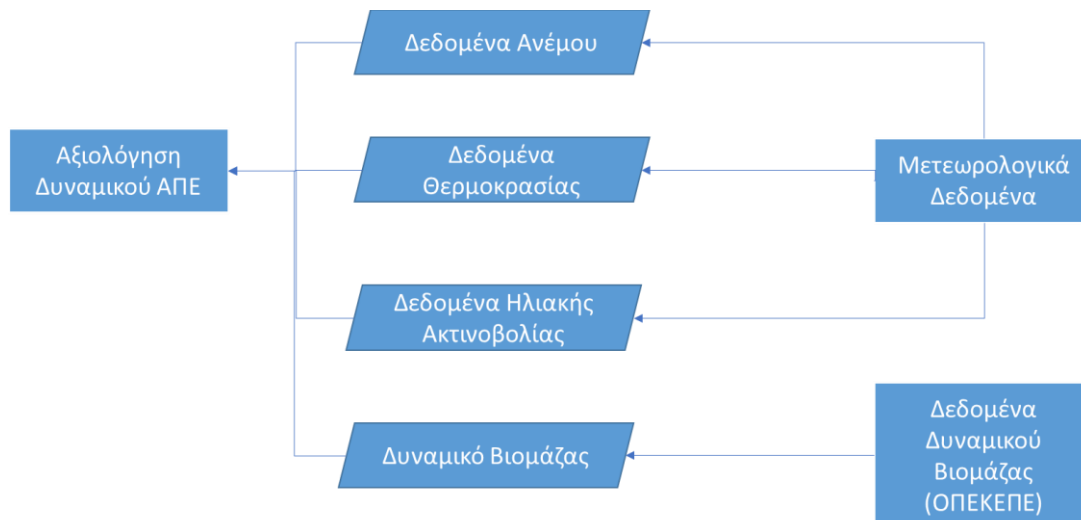 Δεδομένα Ανέμου
Αξιολόγηση
Δυναμικού ΑΠΕ
Δεδομένα
Θερμοκρασίας
Μετεωρολογικά
Δεδομένα
Δεδομένα Ηλιακής
Ακτινοβολίας
Δυναμικό Βιομάζας
Δεδομένα
Δυναμικού
Βιομάζας
(ΟΠΕΚΕΠΕ)